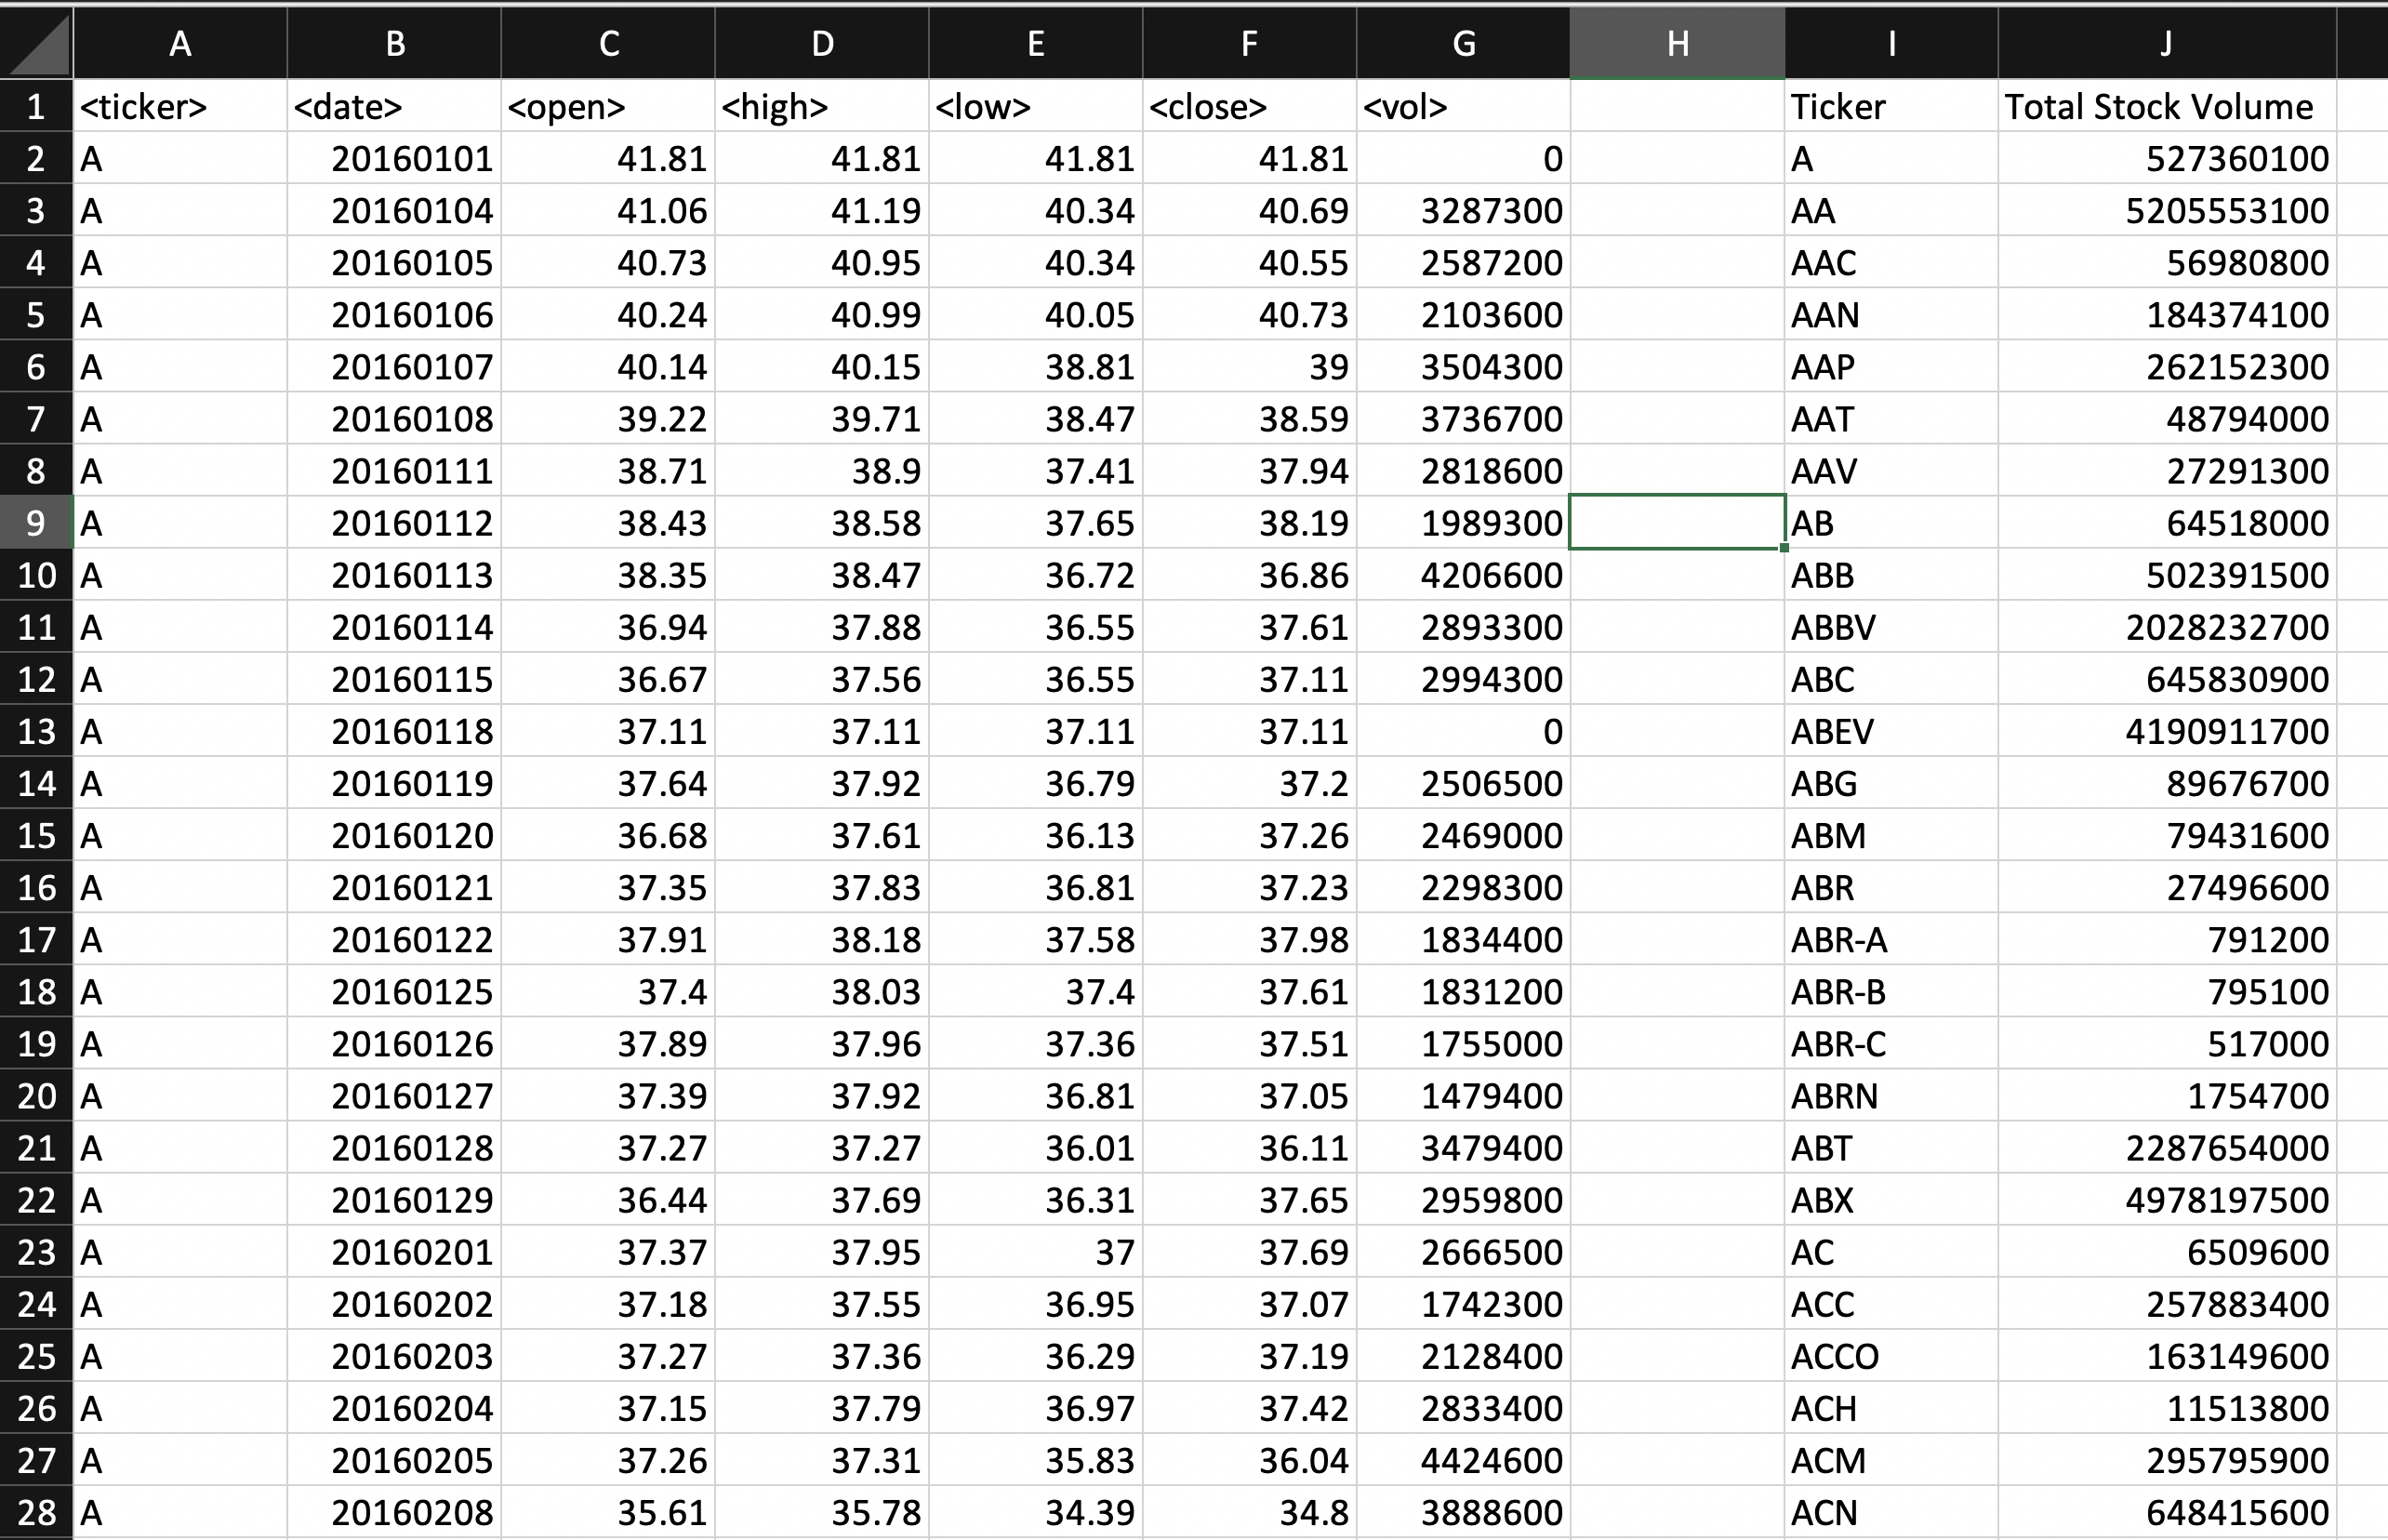 A B C D E F G H I J
1 <ticker> <date> <open> <high> <low> <close> <vol> Ticker Total Stock Volume
2 A 20160101 41.81 41.81 41.81 41.81 0 A 527360100
3 A 20160104 41.06 41.19 40.34 40.69 3287300 AA 5205553100
4 A 20160105 40.73 40.95 40.34 40.55 2587200 AAC 56980800
5 A 20160106 40.24 40.99 40.05 40.73 2103600 AAN 184374100
6 A 20160107 40.14 40.15 38.81 39 3504300 AAP 262152300
7 A 20160108 39.22 39.71 38.47 38.59 3736700 AAT 48794000
8 A 20160111 38.71 38.9 37.41 37.94 2818600 AAV 27291300
9 A 20160112 38.43 38.58 37.65 38.19 1989300 AB 64518000
10 A 20160113 38.35 38.47 36.72 36.86 4206600 ABB 502391500
11 A 20160114 36.94 37.88 36.55 37.61 2893300 ABBV 2028232700
12 A 20160115 36.67 37.56 36.55 37.11 2994300 ABC 645830900
13 A 20160118 37.11 37.11 37.11 37.11 0 ABEV 4190911700
14 A 20160119 37.64 37.92 36.79 37.2 2506500 ABG 89676700
15 A 20160120 36.68 37.61 36.13 37.26 2469000 ABM 79431600
16 A 20160121 37.35 37.83 36.81 37.23 2298300 ABR 27496600
17 A 20160122 37.91 38.18 37.58 37.98 1834400 ABR-A 791200
18 A 20160125 37.4 38.03 37.4 37.61 1831200 ABR-B 795100
19 A 20160126 37.89 37.96 37.36 37.51 1755000 ABR-C 517000
20 A 20160127 37.39 37.92 36.81 37.05 1479400 ABRN 1754700
21 A 20160128 37.27 37.27 36.01 36.11 3479400 ABT 2287654000
22 A 20160129 36.44 37.69 36.31 37.65 2959800 ABX 4978197500
23 A 20160201 37.37 37.95 37 37.69 2666500 AC 6509600
24 A 20160202 37.18 37.55 36.95 37.07 1742300 ACC 257883400
25 A 20160203 37.27 37.36 36.29 37.19 2128400 ACCO 163149600
26 A 20160204 37.15 37.79 36.97 37.42 2833400 ACH 11513800
27 A 20160205 37.26 37.31 35.83 36.04 4424600 ACM 295795900
28 A 20160208 35.61 35.78 34.39 34.8 3888600 ACN 648415600